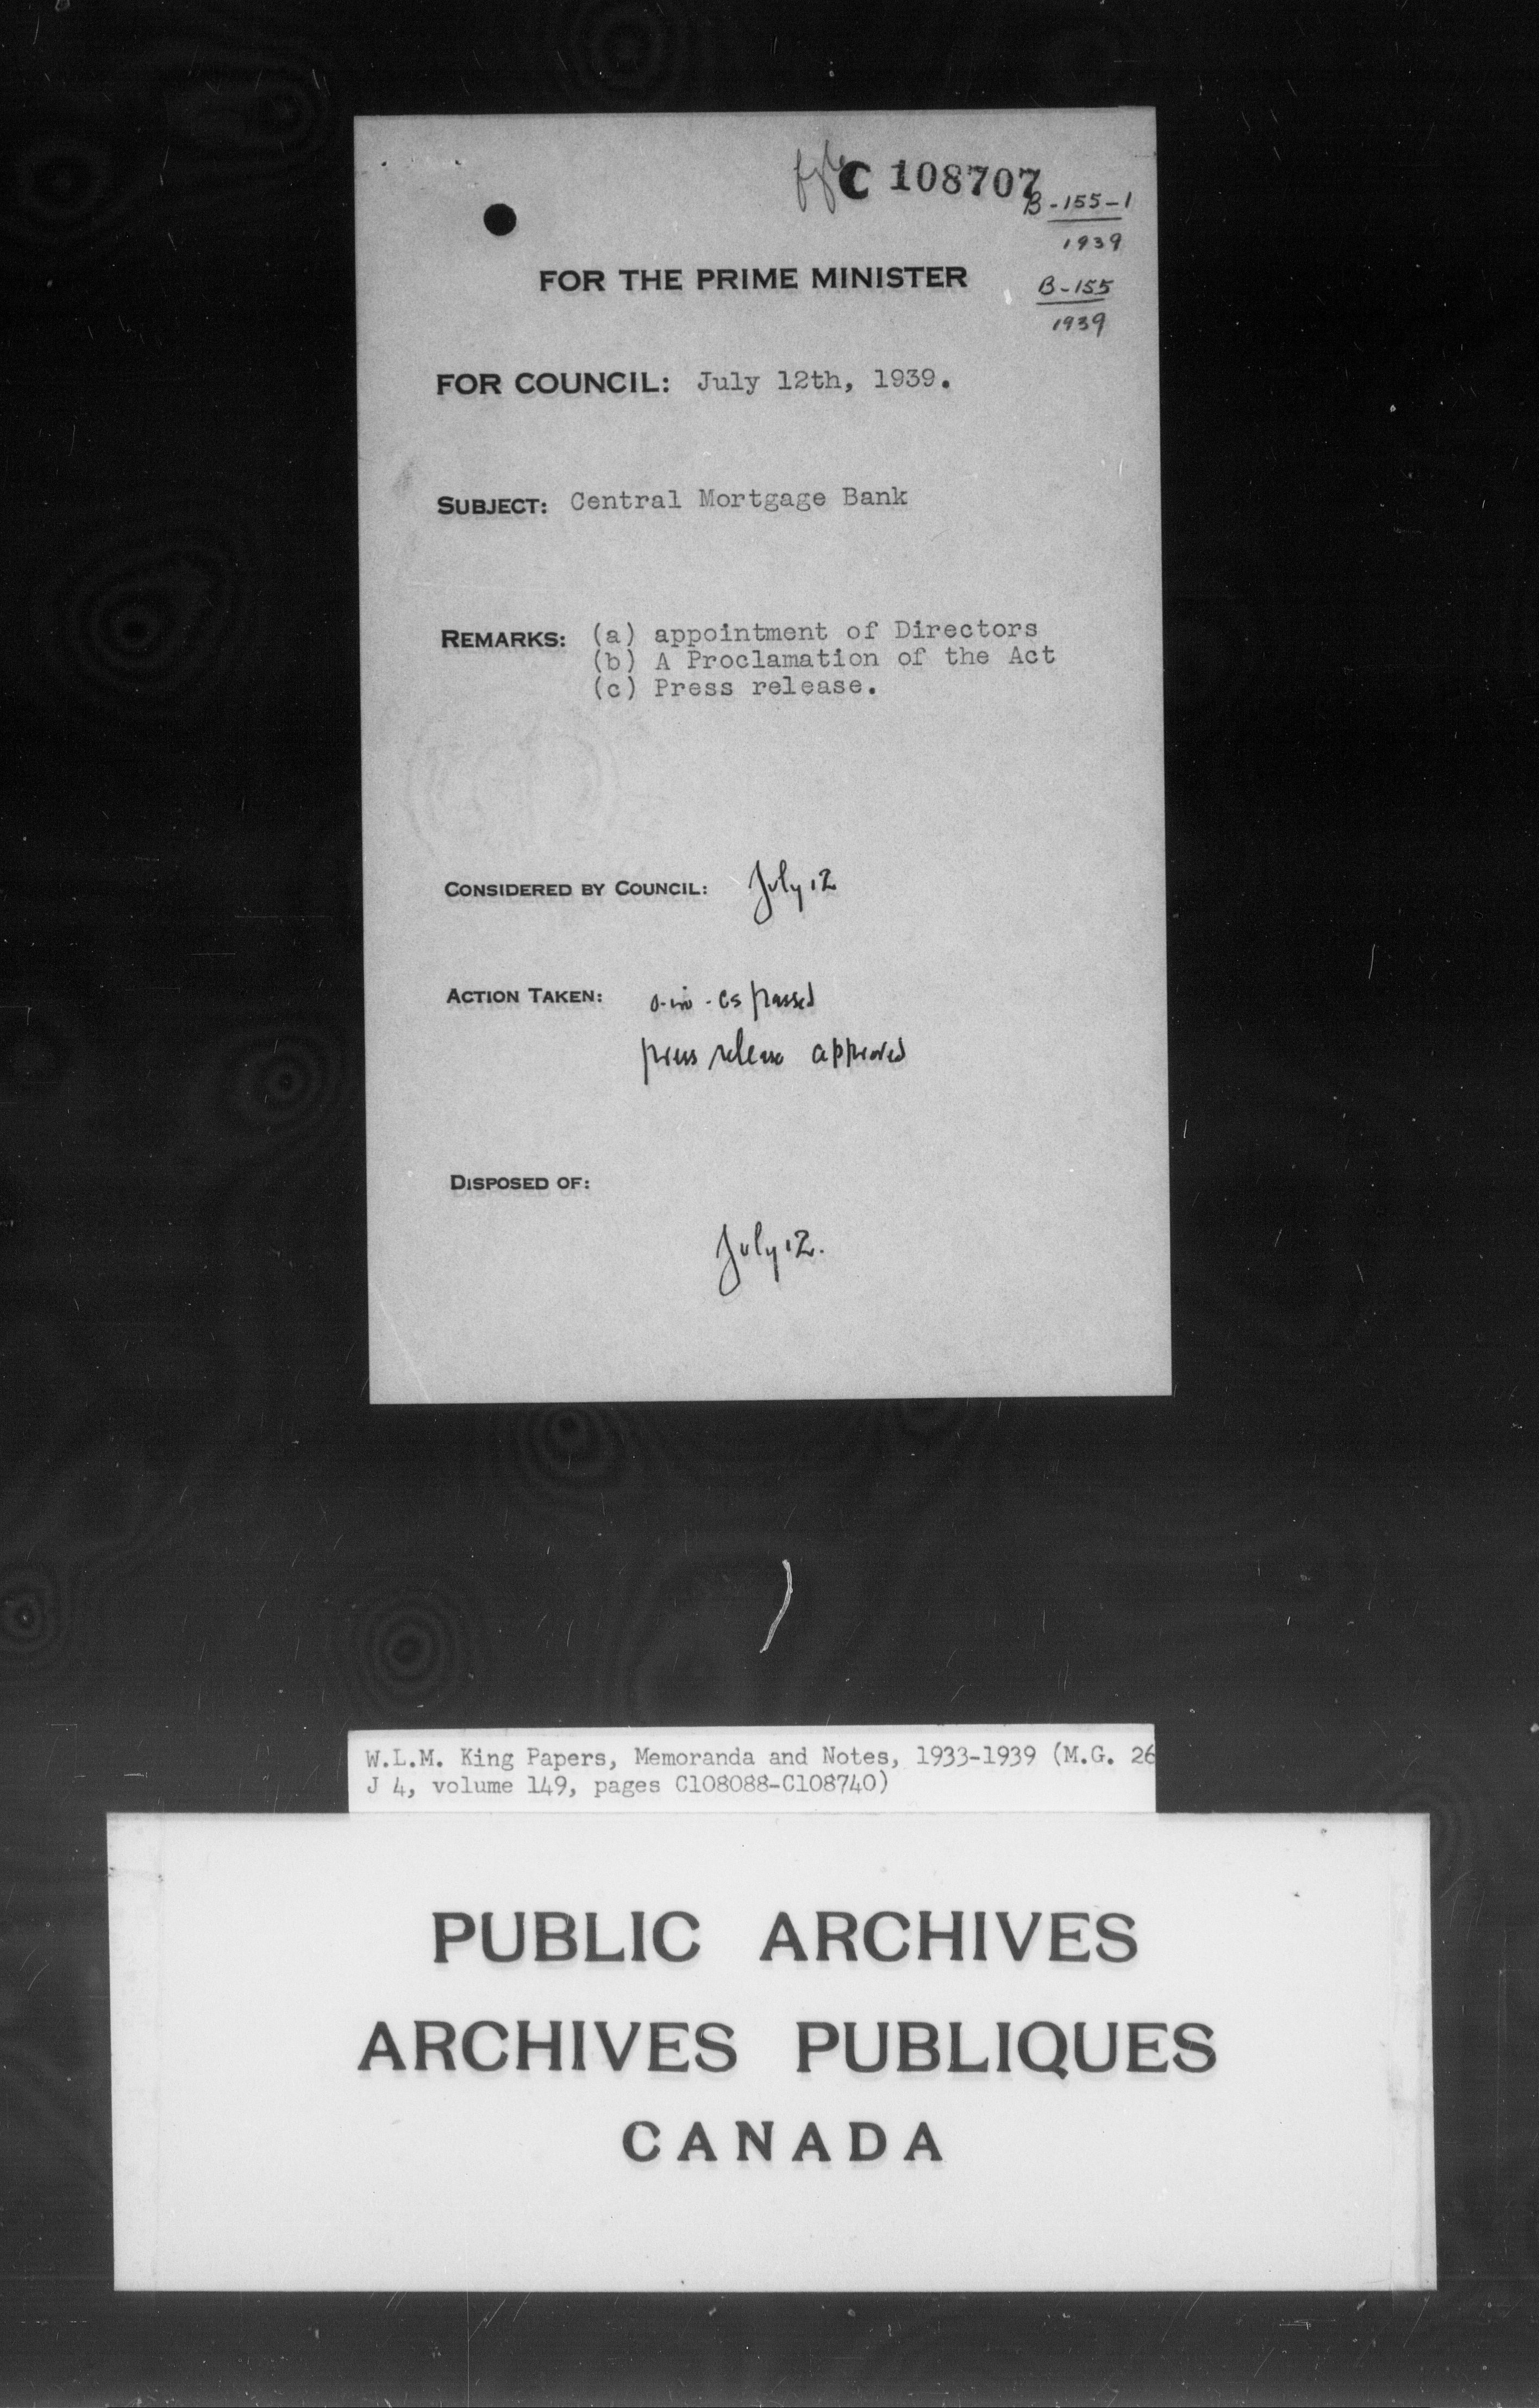 C 108707
B-155-1
1939
FOR THE PRIME MINISTER
B-155
1939
FOR COUNCIL: July 12th, 1939.
SUBJECT: Central Mortgage Bank
REMARKS: (a) appointment of Directors
(b) A Proclamation of the Act
(c) Press release.
CONSIDERED BY COUNCIL: July 12
ACTION TAKEN: O-in-Cs passed
press release approved
DISPOSED OF:
July 12.
W.L.M. King Papers, Memoranda and Notes, 1933-1939 (M.G. 26
J 4, volume 149, pages C108088-C108740)
PUBLIC ARCHIVES
ARCHIVES PUBLIQUES
CANADA